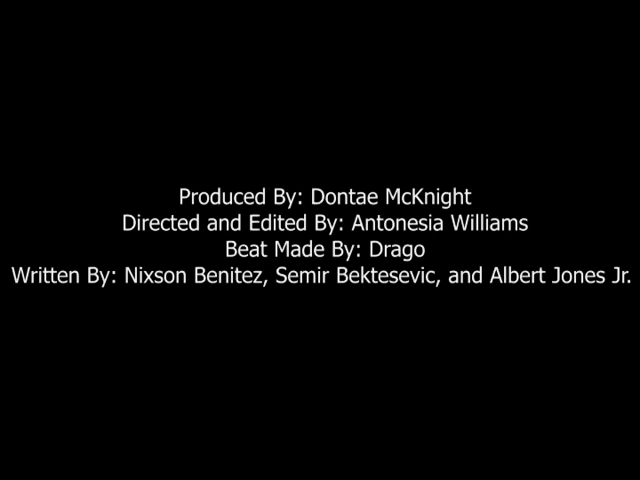 Produced By: Dontae McKnight
Directed and Edited By: Antonesia Williams
Beat Made By: Drago
Written By: Nixson Benitez, Semir Bektesevic, and Albert Jones Jr.